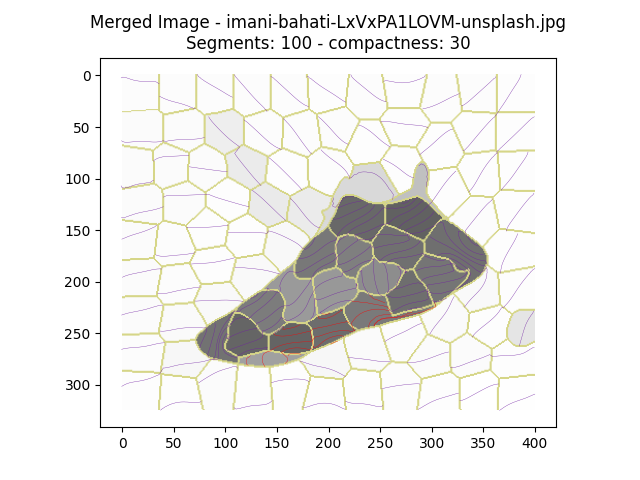 Merged Image - imani-bahati-LxVxPA1LOVM-unsplash.jpg
Segments: 100 - compactness: 30
0
50
100
150
200
250
300
0 50 100 150 200 250 300 350 400